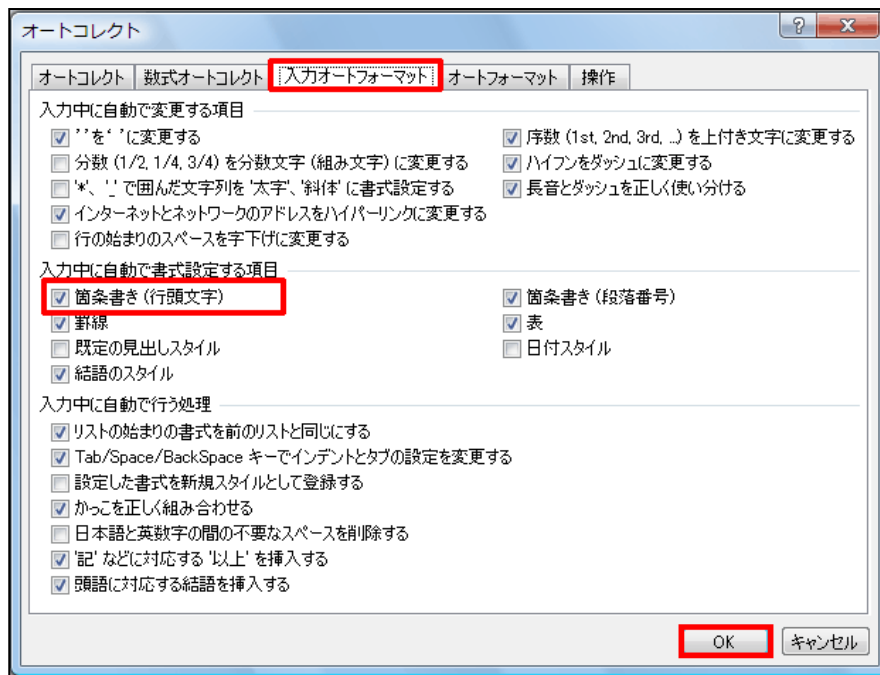 オートコレクト
オートコレクト 数式オートコレクト 入力オートフォーマット オートフォーマット 操作
入力中に自動で変更する項目
' 'を‘ ’に変更する
序数 (1st, 2nd, 3rd, ...) を上付き文字に変更する
分数 (1/2, 1/4, 3/4) を分数文字 (組み文字) に変更する
ハイフンをダッシュに変更する
'*'、'_' で囲んだ文字列を '太字'、'斜体' に書式設定する
長音とダッシュを正しく使い分ける
インターネットとネットワークのアドレスをハイパーリンクに変更する
行の始まりのスペースを字下げに変更する
入力中に自動で書式設定する項目
箇条書き (行頭文字)
箇条書き (段落番号)
罫線
表
既定の見出しスタイル
日付スタイル
結語のスタイル
入力中に自動で行う処理
リストの始まりの書式を前のリストと同じにする
Tab/Space/BackSpace キーでインデントとタブの設定を変更する
設定した書式を新規スタイルとして登録する
かっこを正しく組み合わせる
日本語と英数字の間の不要なスペースを削除する
'記' などに対応する '以上' を挿入する
頭語に対応する結語を挿入する
OK キャンセル